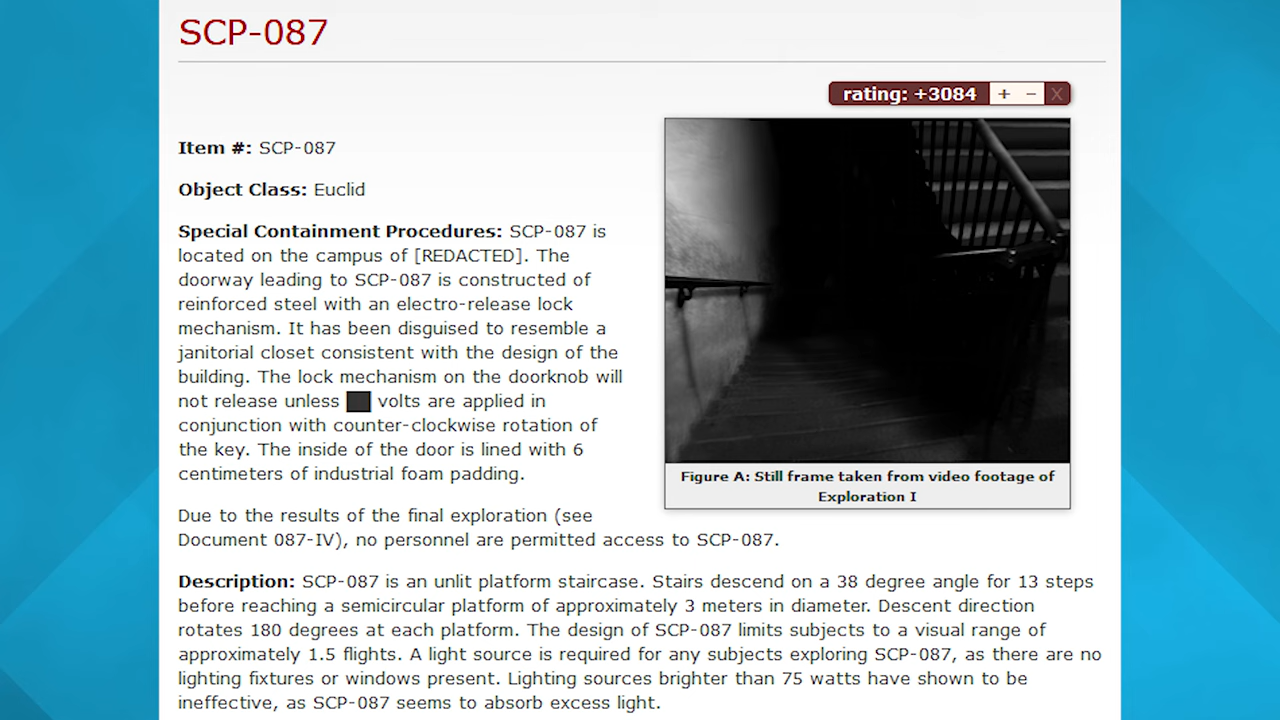 SCP-087
rating: +3084 + − X
Item #: SCP-087
Object Class: Euclid
Special Containment Procedures: SCP-087 is
located on the campus of [REDACTED]. The
doorway leading to SCP-087 is constructed of
reinforced steel with an electro-release lock
mechanism. It has been disguised to resemble a
janitorial closet consistent with the design of the
building. The lock mechanism on the doorknob will
not release unless ██ volts are applied in
conjunction with counter-clockwise rotation of
the key. The inside of the door is lined with 6
centimeters of industrial foam padding.
Figure A: Still frame taken from video footage of
Exploration I
Due to the results of the final exploration (see
Document 087-IV), no personnel are permitted access to SCP-087.
Description: SCP-087 is an unlit platform staircase. Stairs descend on a 38 degree angle for 13 steps
before reaching a semicircular platform of approximately 3 meters in diameter. Descent direction
rotates 180 degrees at each platform. The design of SCP-087 limits subjects to a visual range of
approximately 1.5 flights. A light source is required for any subjects exploring SCP-087, as there are no
lighting fixtures or windows present. Lighting sources brighter than 75 watts have shown to be
ineffective, as SCP-087 seems to absorb excess light.